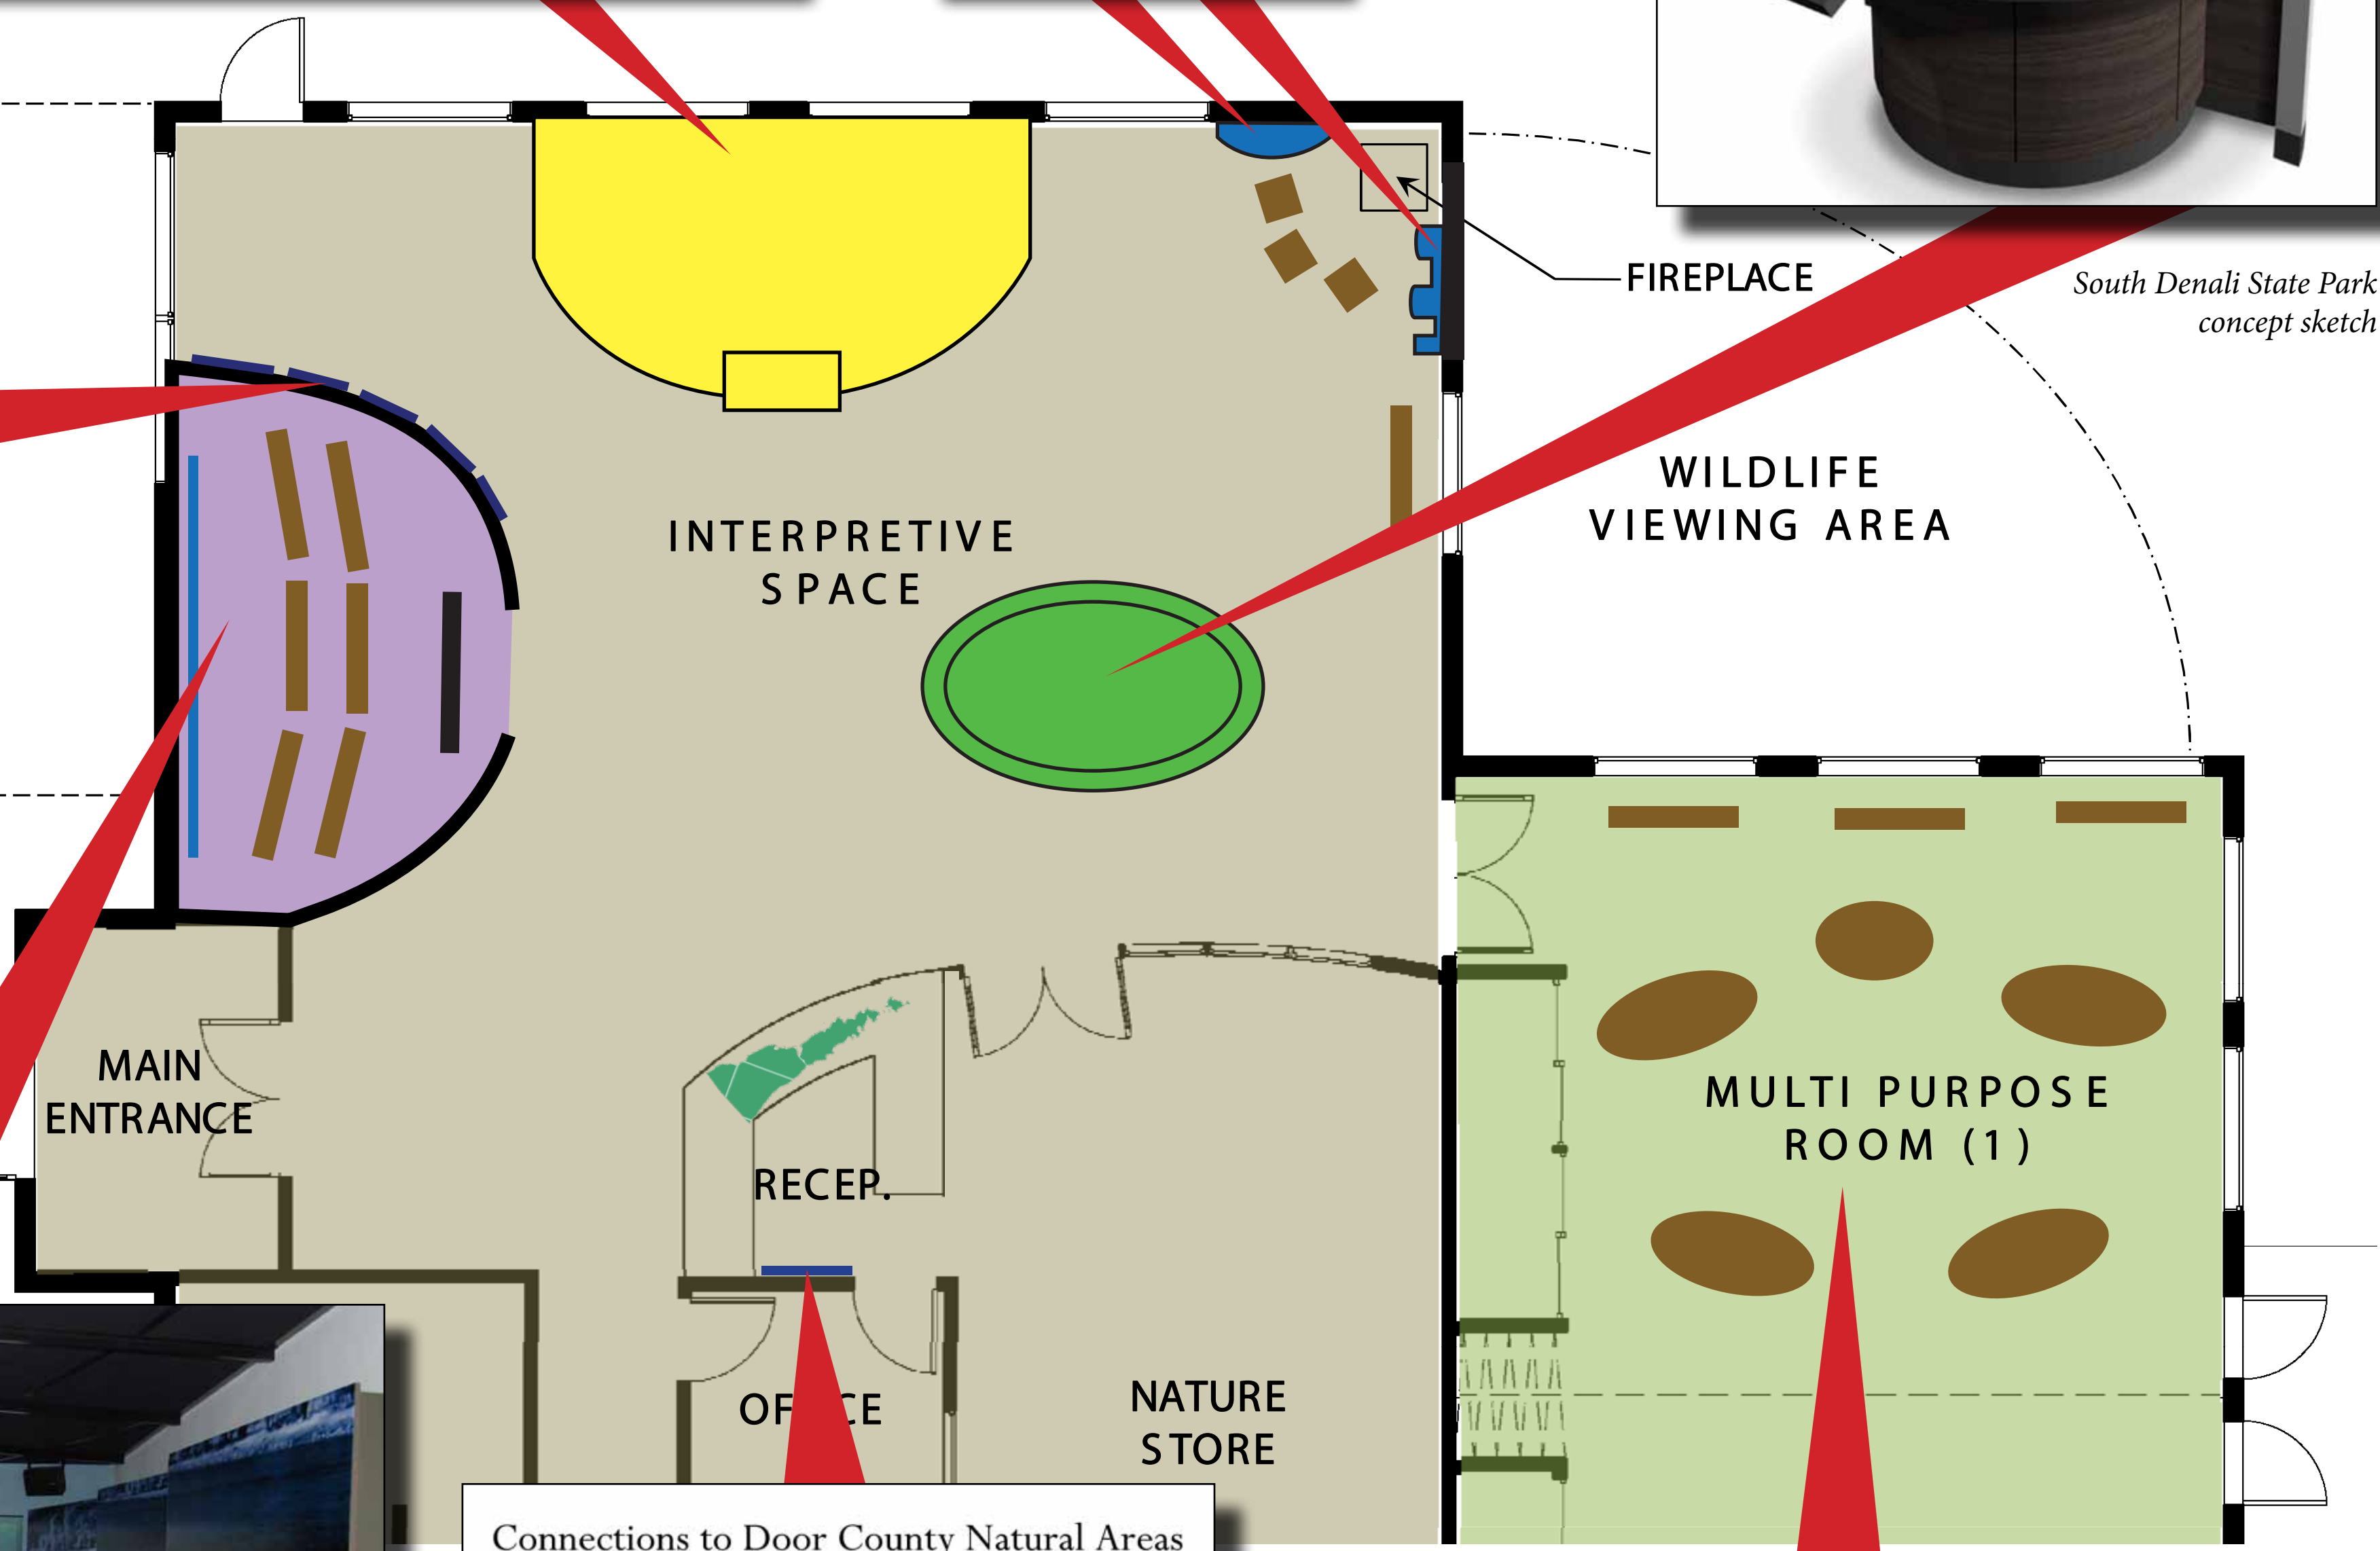 FIREPLACE
South Denali State Park
concept sketch
WILDLIFE
VIEWING AREA
INTERPRETIVE
SPACE
MAIN
ENTRANCE
RECEP.
MULTI PURPOSE
ROOM (1)
NATURE
STORE
Connections to Door County Natural Areas